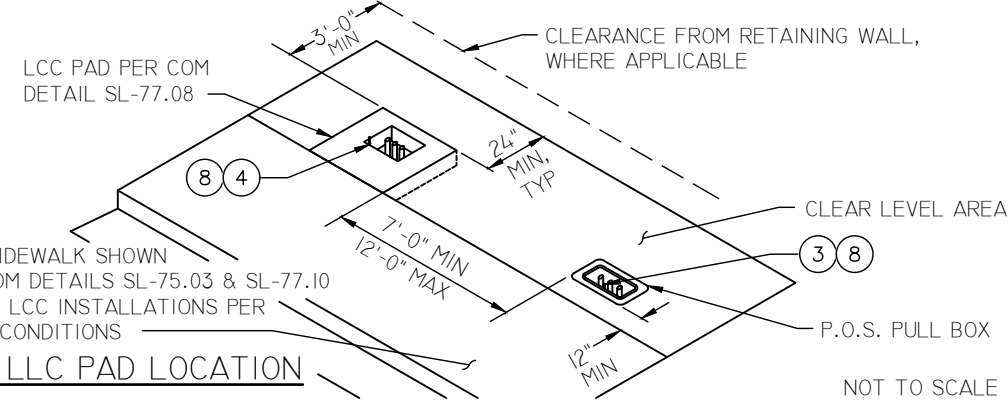 3'-0"
MIN
CLEARANCE FROM RETAINING WALL,
WHERE APPLICABLE
LCC PAD PER COM
DETAIL SL-77.08
24"
MIN,
TYP
8 4
CLEAR LEVEL AREA
7'-0" MIN
12'-0" MAX
3 8
IDEWALK SHOWN
OM DETAILS SL-75.03 & SL-77.10
LCC INSTALLATIONS PER
CONDITIONS
P.O.S. PULL BOX
12"
MIN
LLC PAD LOCATION
NOT TO SCALE